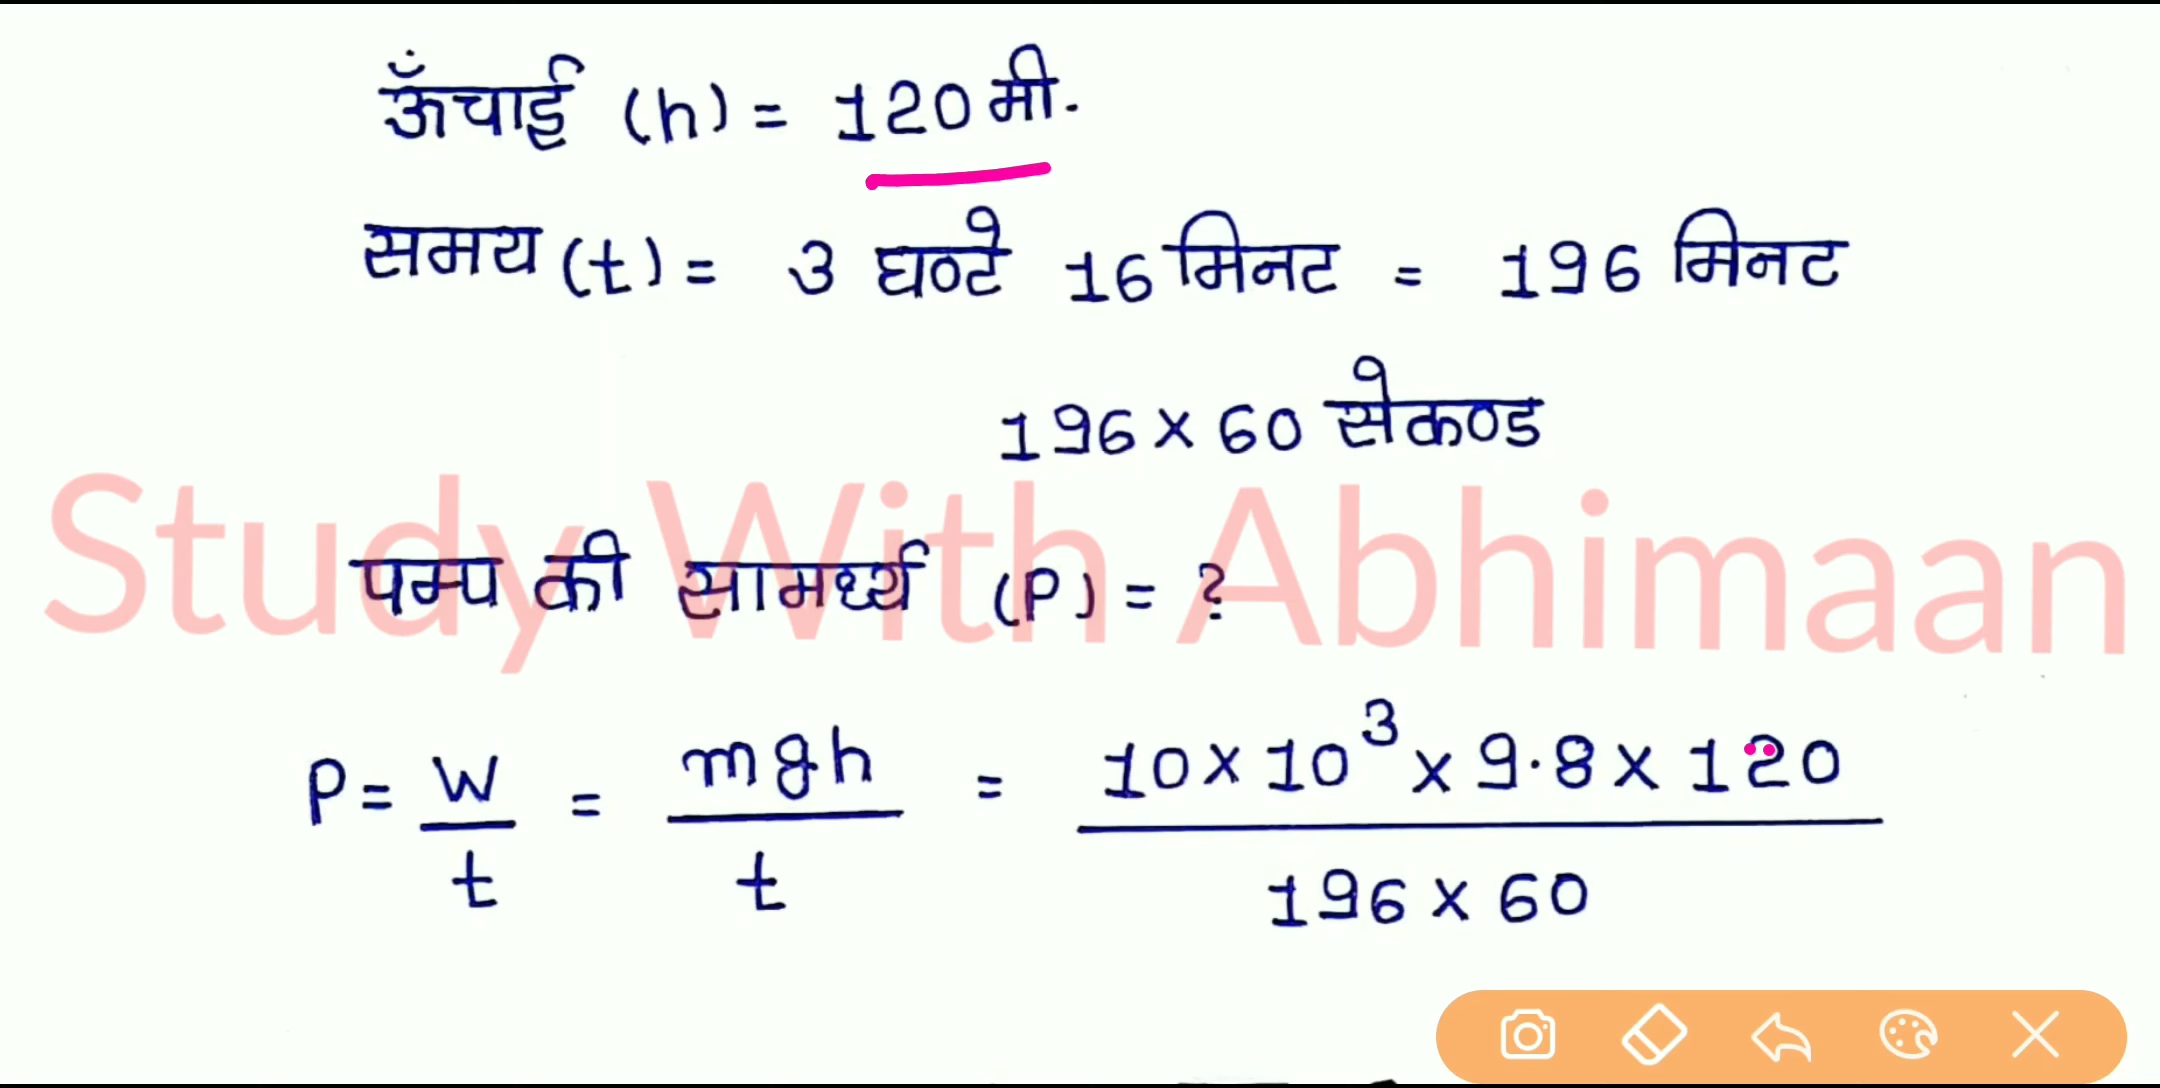 ऊँचाई (h) = 120 मी.
समय (t) = 3 घण्टे 16 मिनट = 196 मिनट
196 × 60 सेकण्ड
Study With Abhimaan
पम्प की सामर्थ्य (P) = ?
P = W/t = mgh/t = 10 × 10³ × 9.8 × 120 / 196 × 60